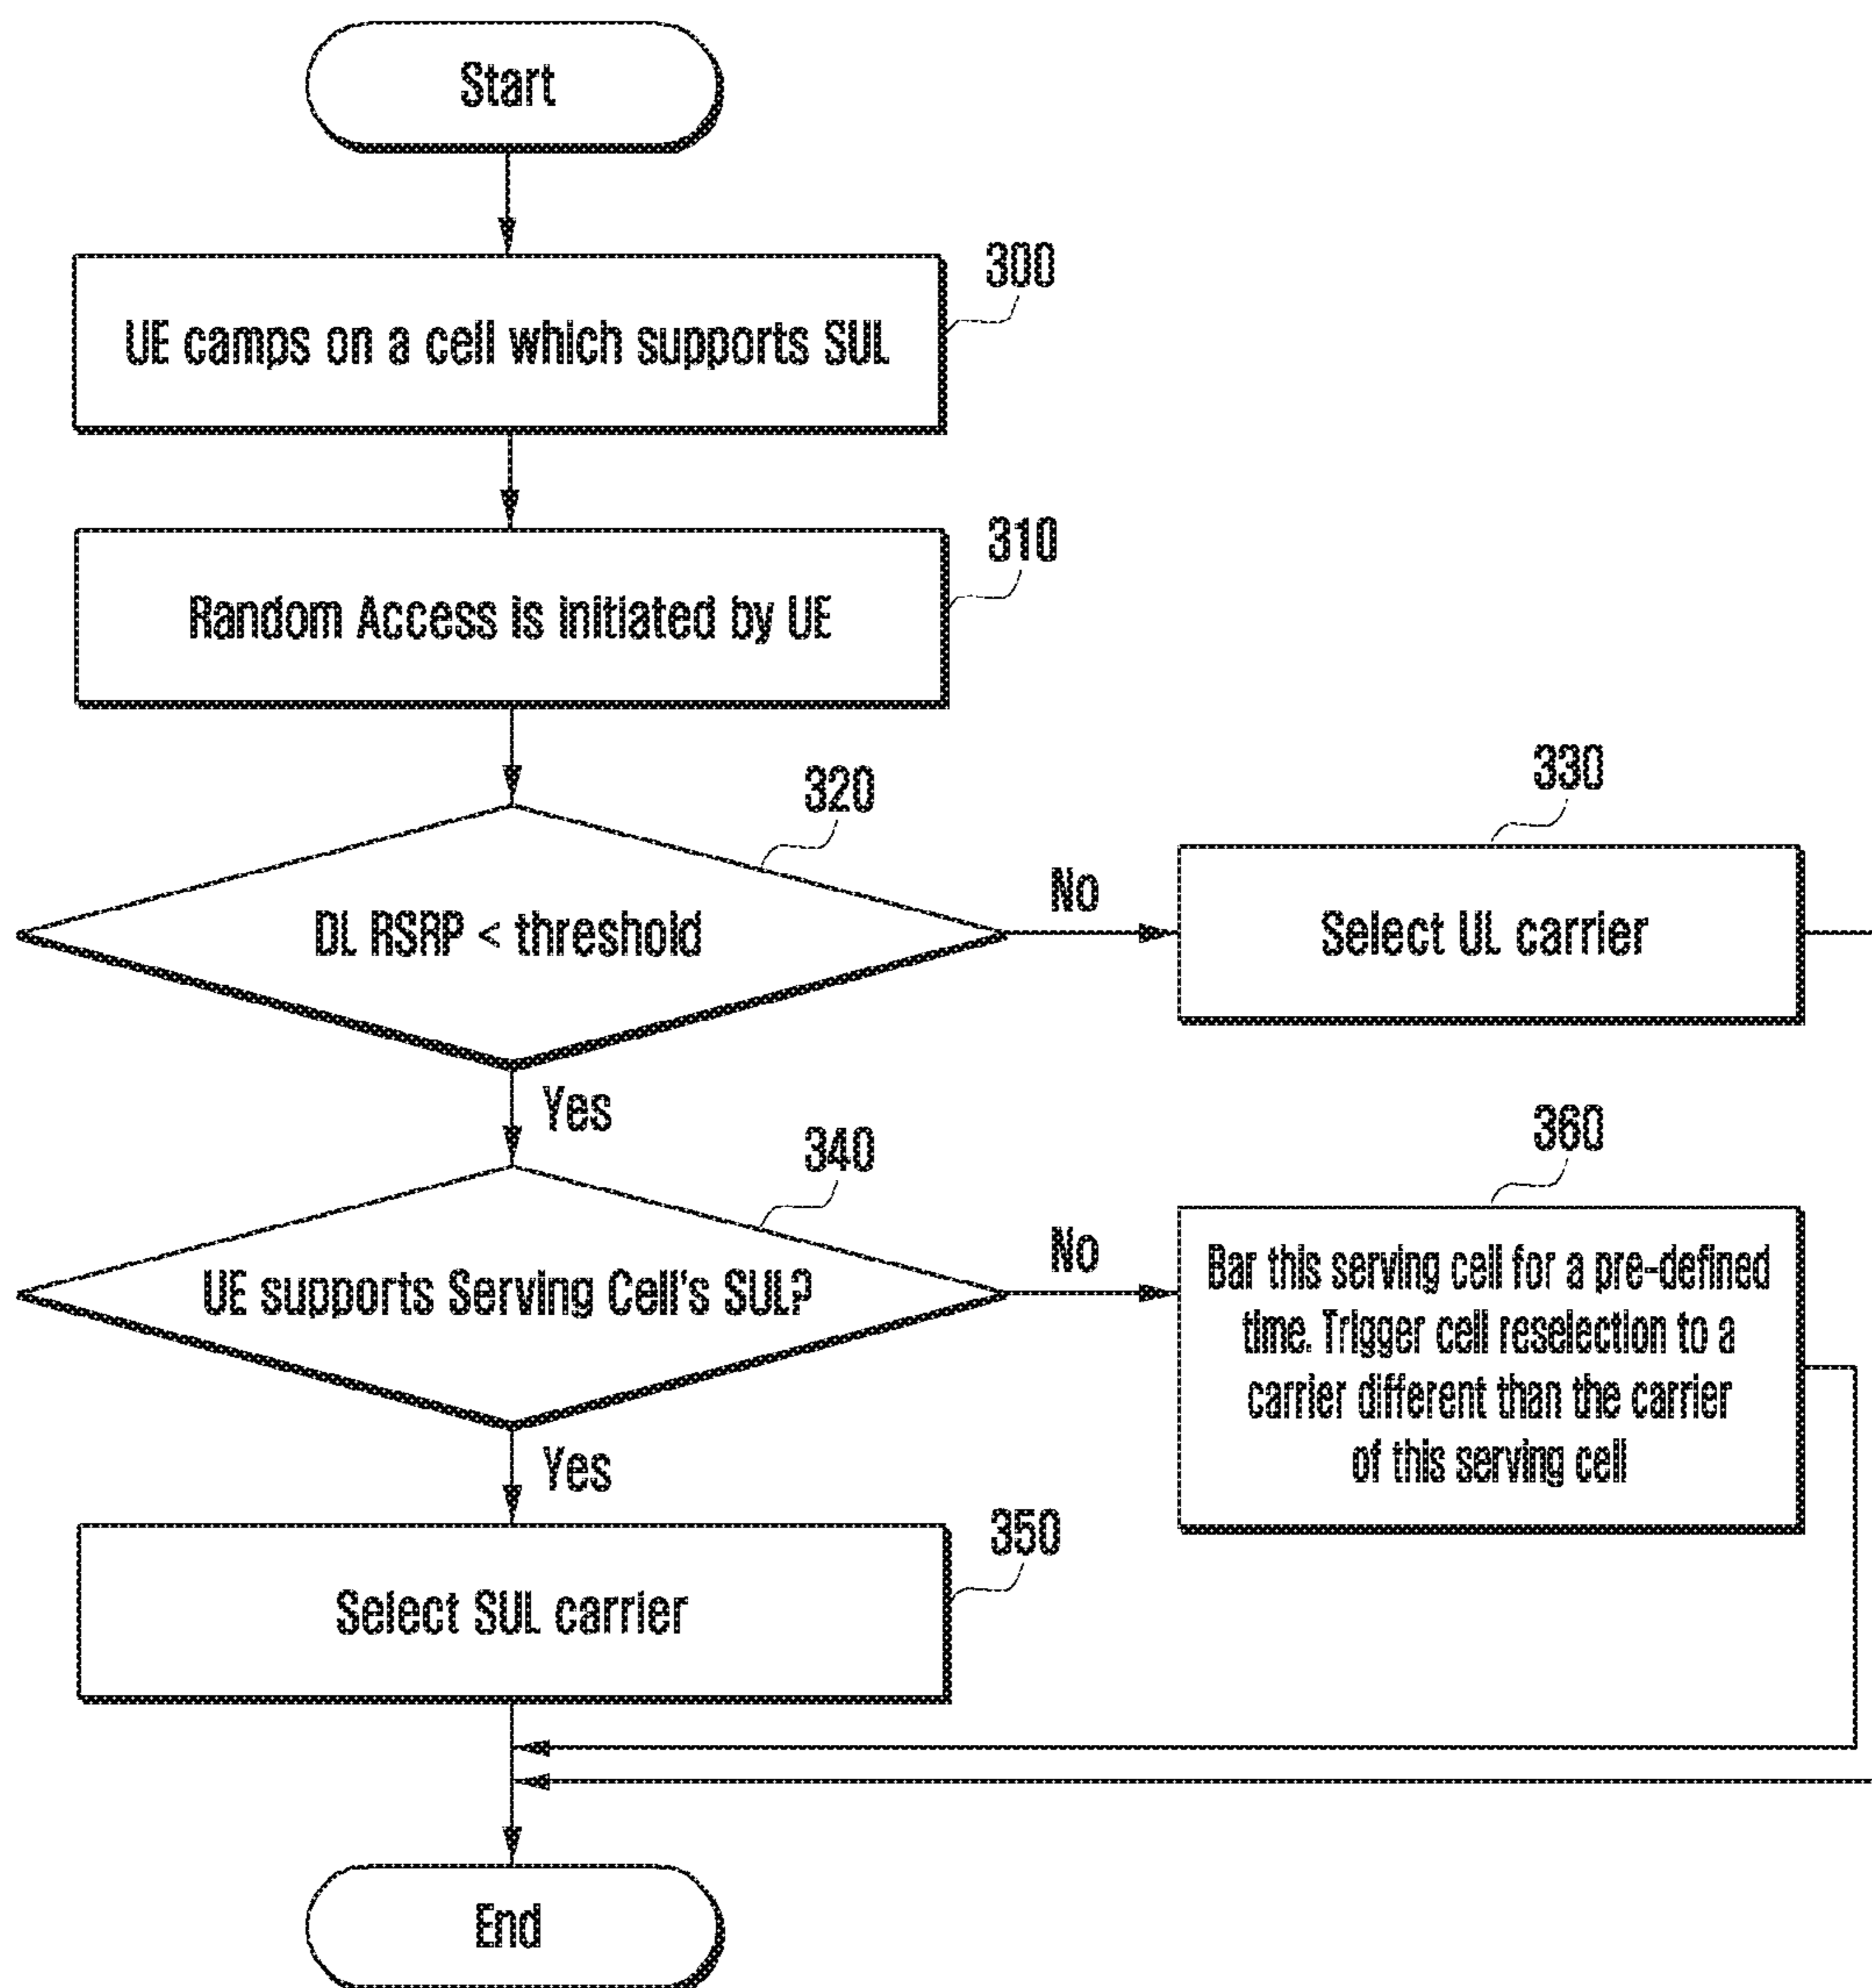 Start
300
UE camps on a cell which supports SUL
310
Random Access is initiated by UE
320
DL RSRP < threshold
No
330
Select UL carrier
Yes
340
UE supports Serving Cell's SUL?
No
360
Bar this serving cell for a pre-defined
time. Trigger cell reselection to a
carrier different than the carrier
of this serving cell
Yes
350
Select SUL carrier
End